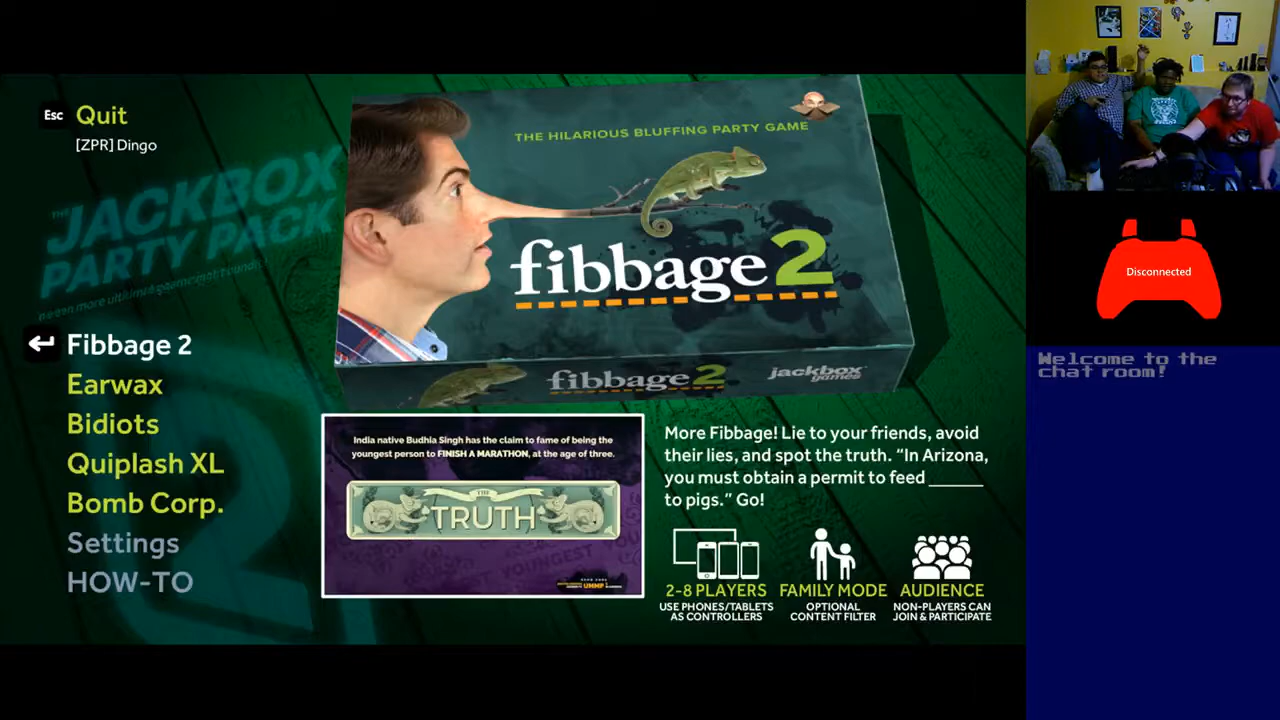 Esc Quit
[ZPR] Dingo
THE
JACKBOX
PARTY PACK
THE HILARIOUS BLUFFING PARTY GAME
fibbage 2
fibbage 2
jackbox games
Fibbage 2
Earwax
Bidiots
Quiplash XL
Bomb Corp.
Settings
HOW-TO
India native Budhia Singh has the claim to fame of being the
youngest person to FINISH A MARATHON, at the age of three.
THE
TRUTH
More Fibbage! Lie to your friends, avoid
their lies, and spot the truth. “In Arizona,
you must obtain a permit to feed ______
to pigs.” Go!
2-8 PLAYERS
USE PHONES/TABLETS
AS CONTROLLERS
FAMILY MODE
OPTIONAL
CONTENT FILTER
AUDIENCE
NON-PLAYERS CAN
JOIN & PARTICIPATE
Disconnected
Welcome to the
chat room!